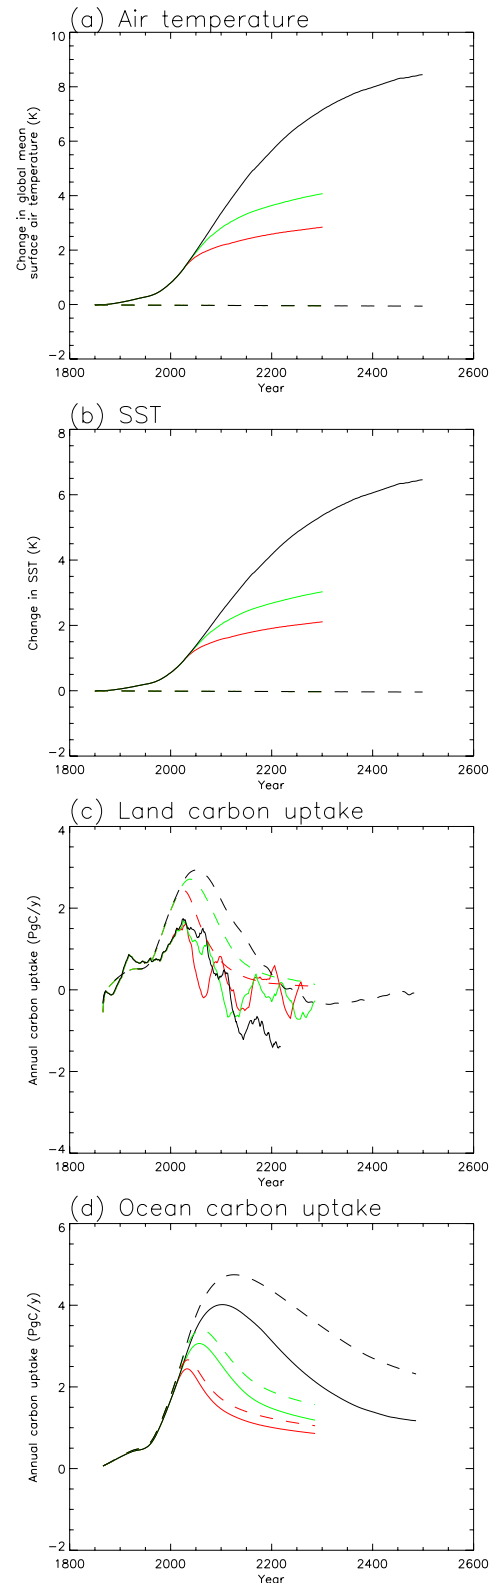 (a) Air temperature
10
8
6
4
2
0
−2
Change in global mean
surface air temperature (K)
1800 2000 2200 2400 2600
Year
(b) SST
8
6
4
2
0
−2
Change in SST (K)
1800 2000 2200 2400 2600
Year
(c) Land carbon uptake
4
2
0
−2
−4
Annual carbon uptake (PgC/y)
1800 2000 2200 2400 2600
Year
(d) Ocean carbon uptake
6
4
2
0
−2
Annual carbon uptake (PgC/y)
1800 2000 2200 2400 2600
Year